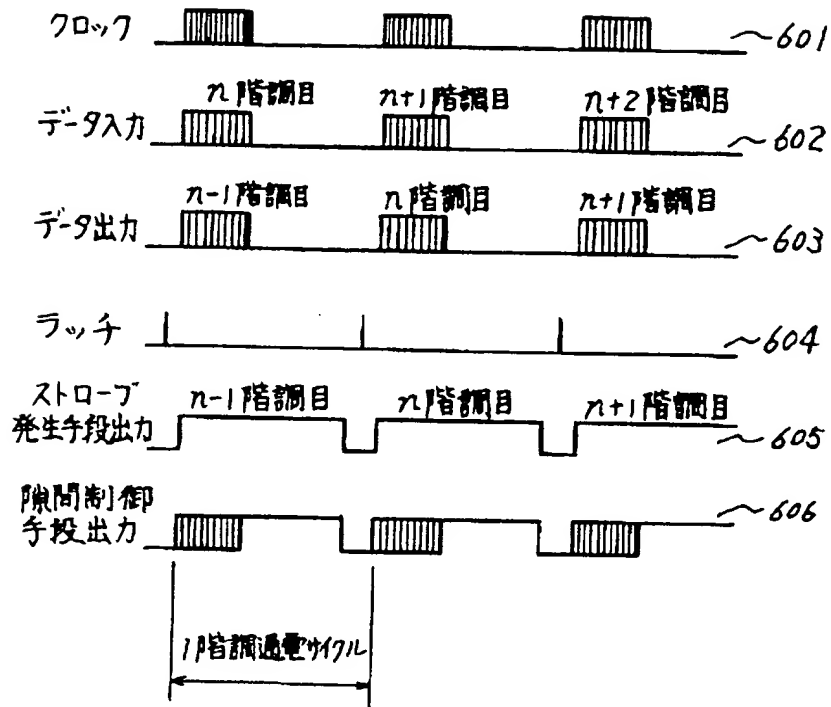 クロック
601
n階調目
n+1階調目
n+2階調目
データ入力
602
n-1階調目
n階調目
n+1階調目
データ出力
603
ラッチ
604
ストローブ
発生手段出力
n-1階調目
n階調目
n+1階調目
605
隙間制御
手段出力
606
1階調通電サイクル